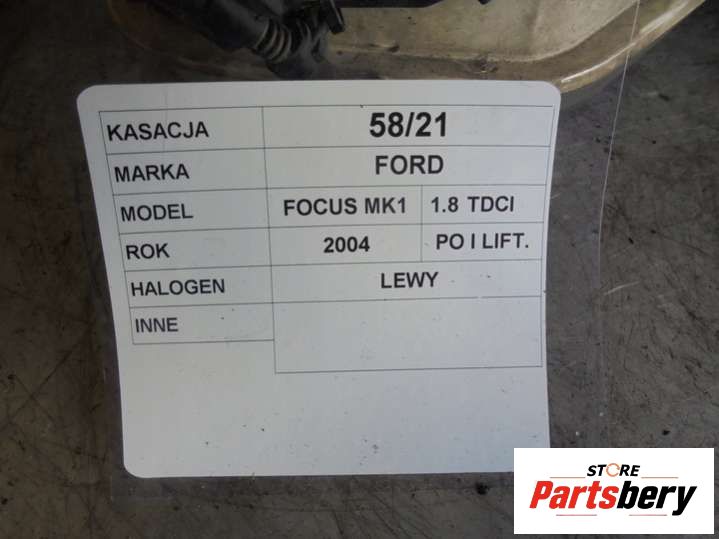 KASACJA 58/21
MARKA FORD
MODEL FOCUS MK1 1.8 TDCI
ROK 2004 PO I LIFT.
HALOGEN LEWY
INNE
STORE
Partsbery